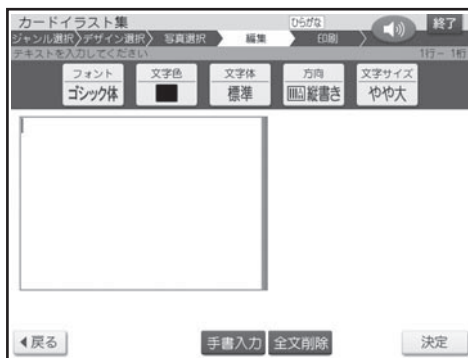 カードイラスト集
ひらがな
終了
ジャンル選択〉デザイン選択〉 写真選択 〉 編集 〉 印刷 〉
テキストを入力してください
1行− 1桁
フォント 文字色 文字体 方向 文字サイズ
ゴシック体 標準 縦書き やや大
◀戻る 手書入力 全文削除 決定